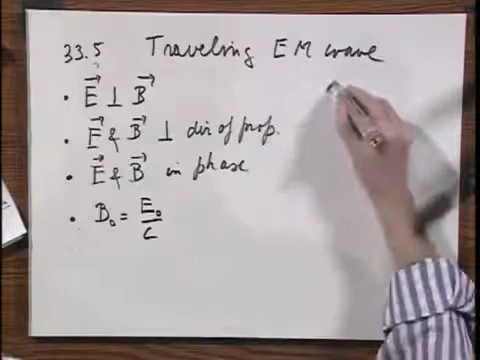 33.5 Traveling EM wave
• E⃗ ⊥ B⃗
• E⃗ & B⃗ ⊥ dir of prop.
• E⃗ & B⃗ in phase
• B₀ = E₀/c